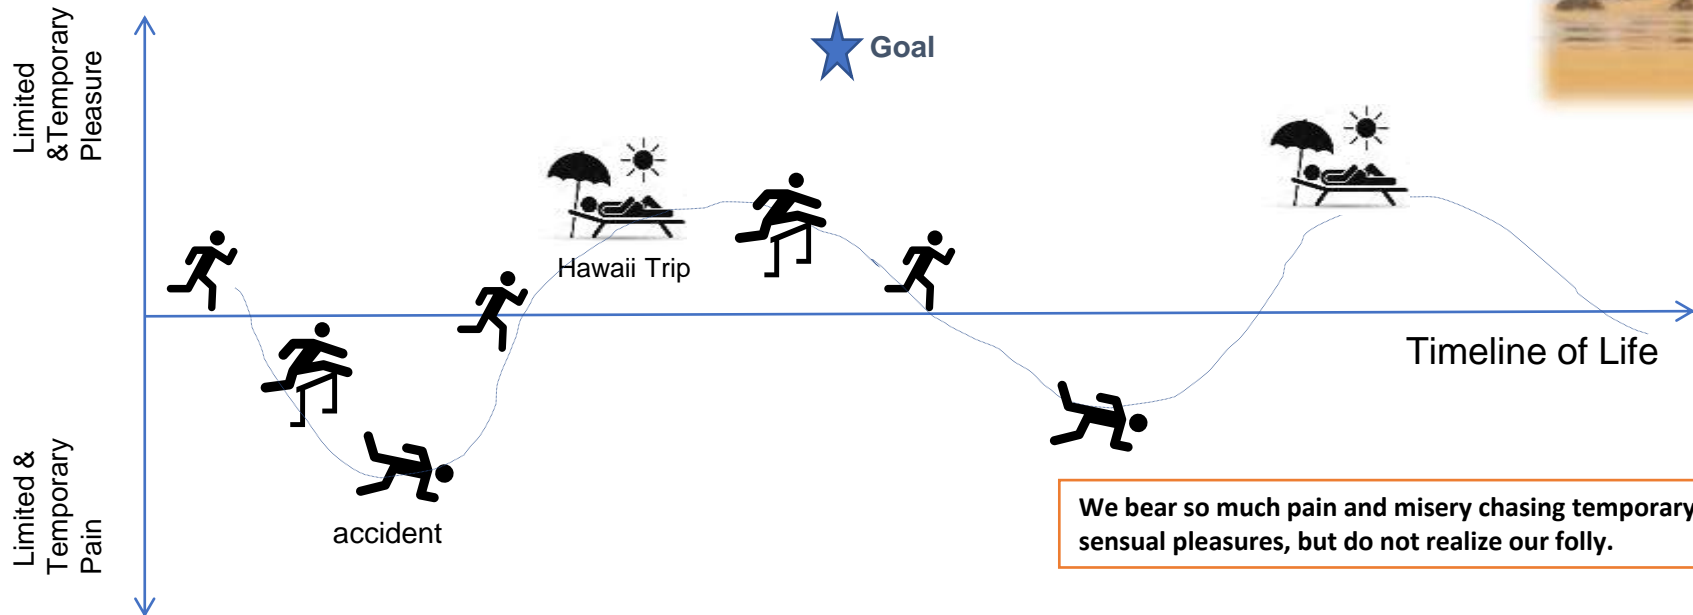 Limited
&Temporary
Pleasure
Goal
Hawaii Trip
Timeline of Life
Limited &
Temporary
Pain
accident
We bear so much pain and misery chasing temporary
sensual pleasures, but do not realize our folly.